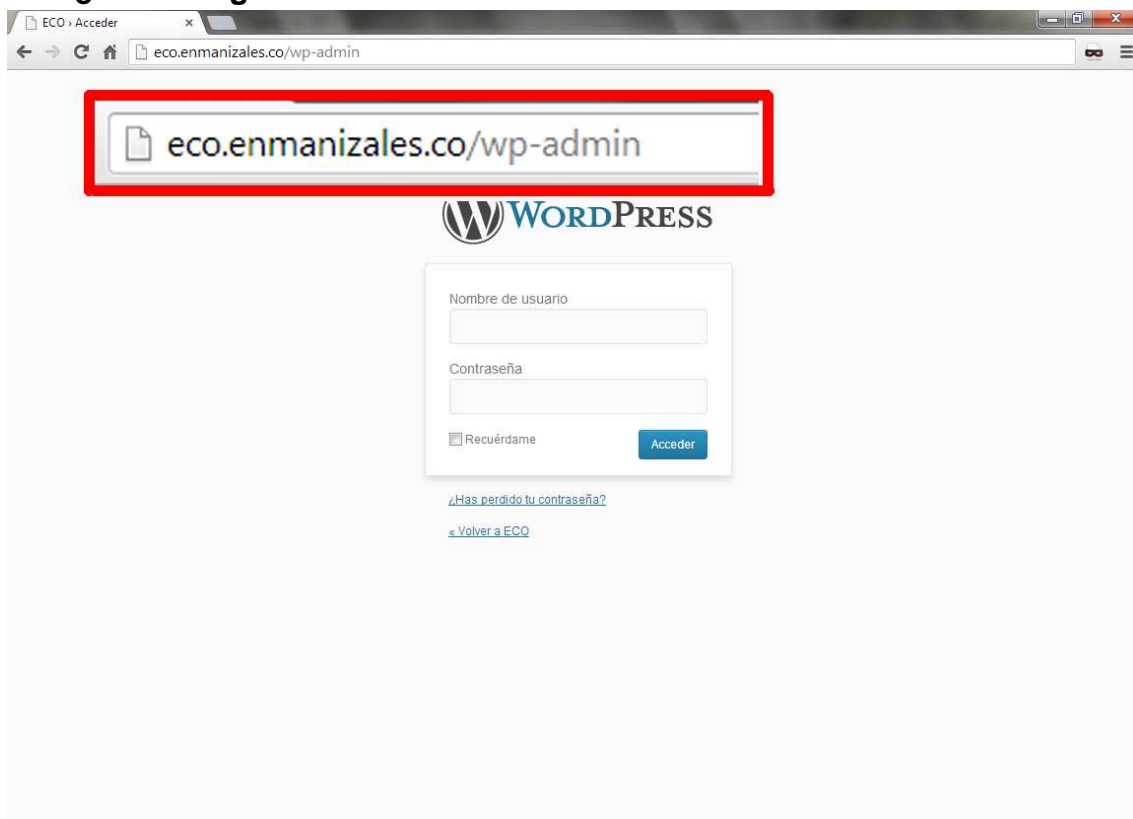 ECO › Acceder
eco.enmanizales.co/wp-admin
eco.enmanizales.co/wp-admin
WORDPRESS
Nombre de usuario
Contraseña
Recuérdame
Acceder
¿Has perdido tu contraseña?
« Volver a ECO